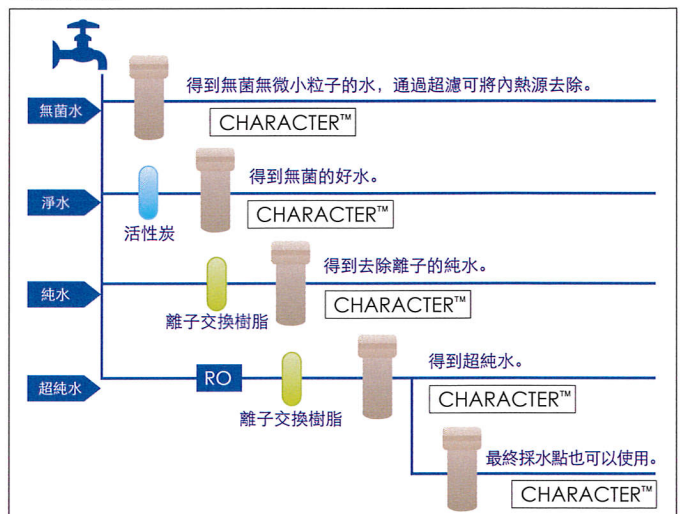 得到無菌無微小粒子的水，通過超濾可將內熱源去除。
無菌水
CHARACTER™
得到無菌的好水。
淨水
CHARACTER™
活性炭
得到去除離子的純水。
純水
CHARACTER™
離子交換樹脂
得到超純水。
RO
超純水
CHARACTER™
離子交換樹脂
最終採水點也可以使用。
CHARACTER™